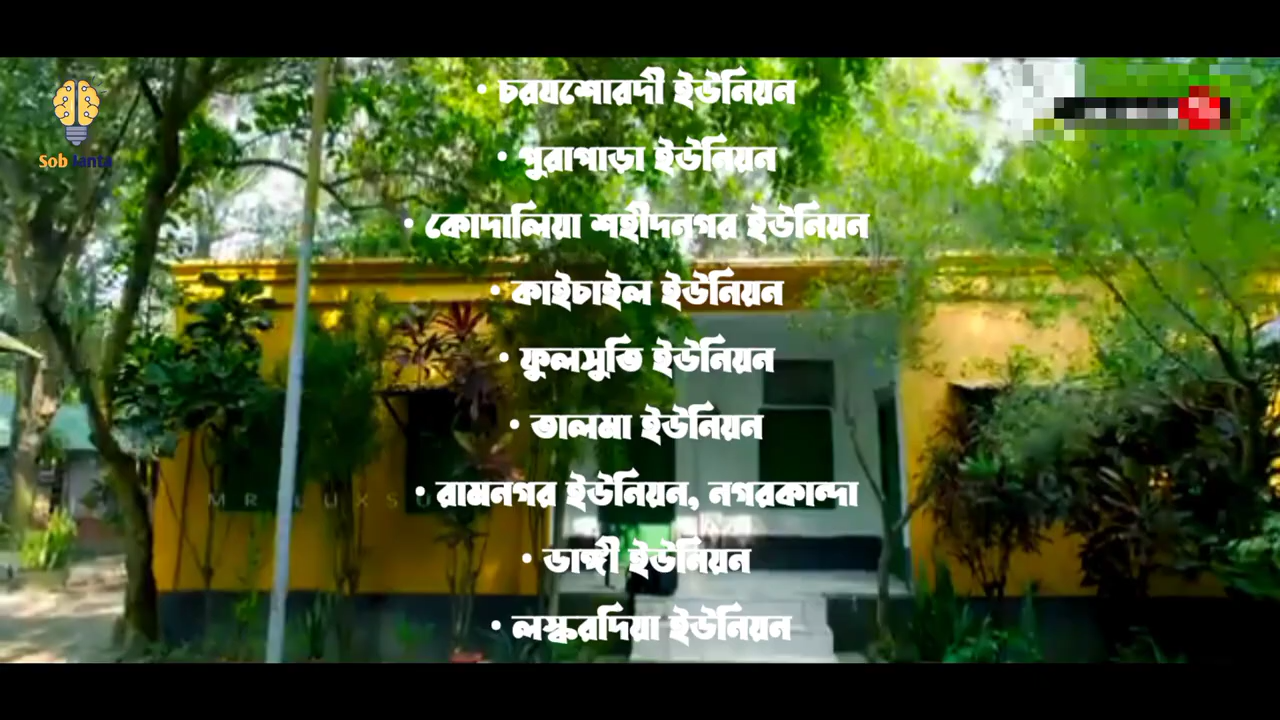 Sob Janta
• চরযশোরদী ইউনিয়ন
• পুরাপাড়া ইউনিয়ন
• কোদালিয়া শহীদনগর ইউনিয়ন
• কাইচাইল ইউনিয়ন
• ফুলসুতি ইউনিয়ন
• তালমা ইউনিয়ন
• রামনগর ইউনিয়ন, নগরকান্দা
• ডাঙ্গী ইউনিয়ন
• লস্করদিয়া ইউনিয়ন